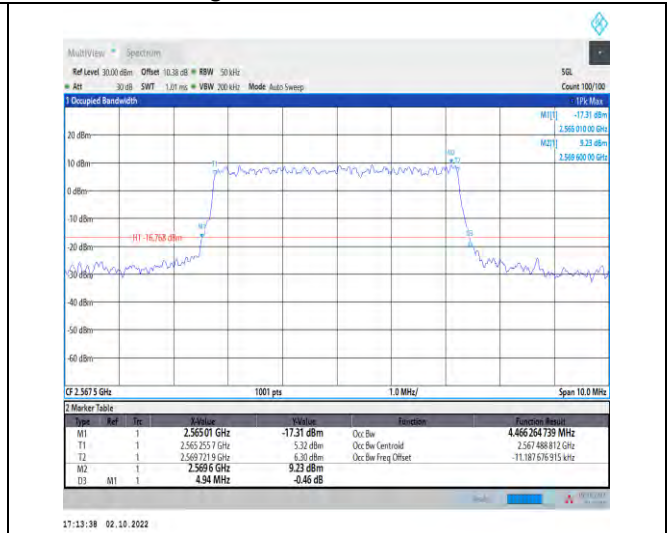 MultiView Spectrum
Ref Level 30.00 dBm Offset 10.38 dB RBW 50 kHz SGL
Att 30 dB SWT 1.01 ms VBW 200 kHz Mode Auto Sweep Count 100/100
1 Occupied Bandwidth 1Pk Max
M1[1] -17.31 dBm
2.565 010 00 GHz
M2[1] 9.23 dBm
2.569 600 00 GHz
20 dBm
10 dBm
T1
T2
0 dBm
-10 dBm
M1
H1 -16.768 dBm
D3
-20 dBm
-30 dBm
-40 dBm
-50 dBm
-60 dBm
CF 2.5675 GHz 1001 pts 1.0 MHz/ Span 10.0 MHz
2 Marker Table
Type Ref Trc X-Value Y-Value Function Function Result
M1 1 2.56501 GHz -17.31 dBm Occ Bw 4.466 264 739 MHz
T1 1 2.565 255 7 GHz 5.32 dBm Occ Bw Centroid 2.567 488 812 GHz
T2 1 2.569 721 9 GHz 6.30 dBm Occ Bw Freq Offset -11.187 676 915 kHz
M2 1 2.5696 GHz 9.23 dBm
D3 M1 1 4.94 MHz -0.46 dB
17:13:38 02.10.2022